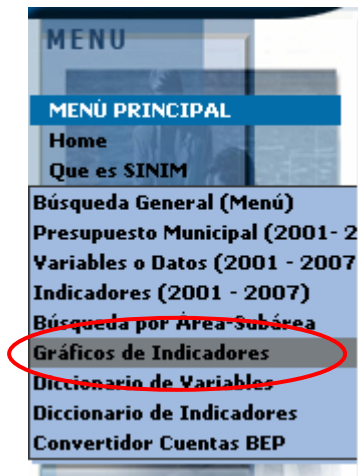 MENU
MENÙ PRINCIPAL
Home
Que es SINIM
Búsqueda General (Menú)
Presupuesto Municipal (2001- 2
Variables o Datos (2001 - 2007
Indicadores (2001 - 2007)
Búsqueda por Área-Subárea
Gráficos de Indicadores
Diccionario de Variables
Diccionario de Indicadores
Convertidor Cuentas BEP